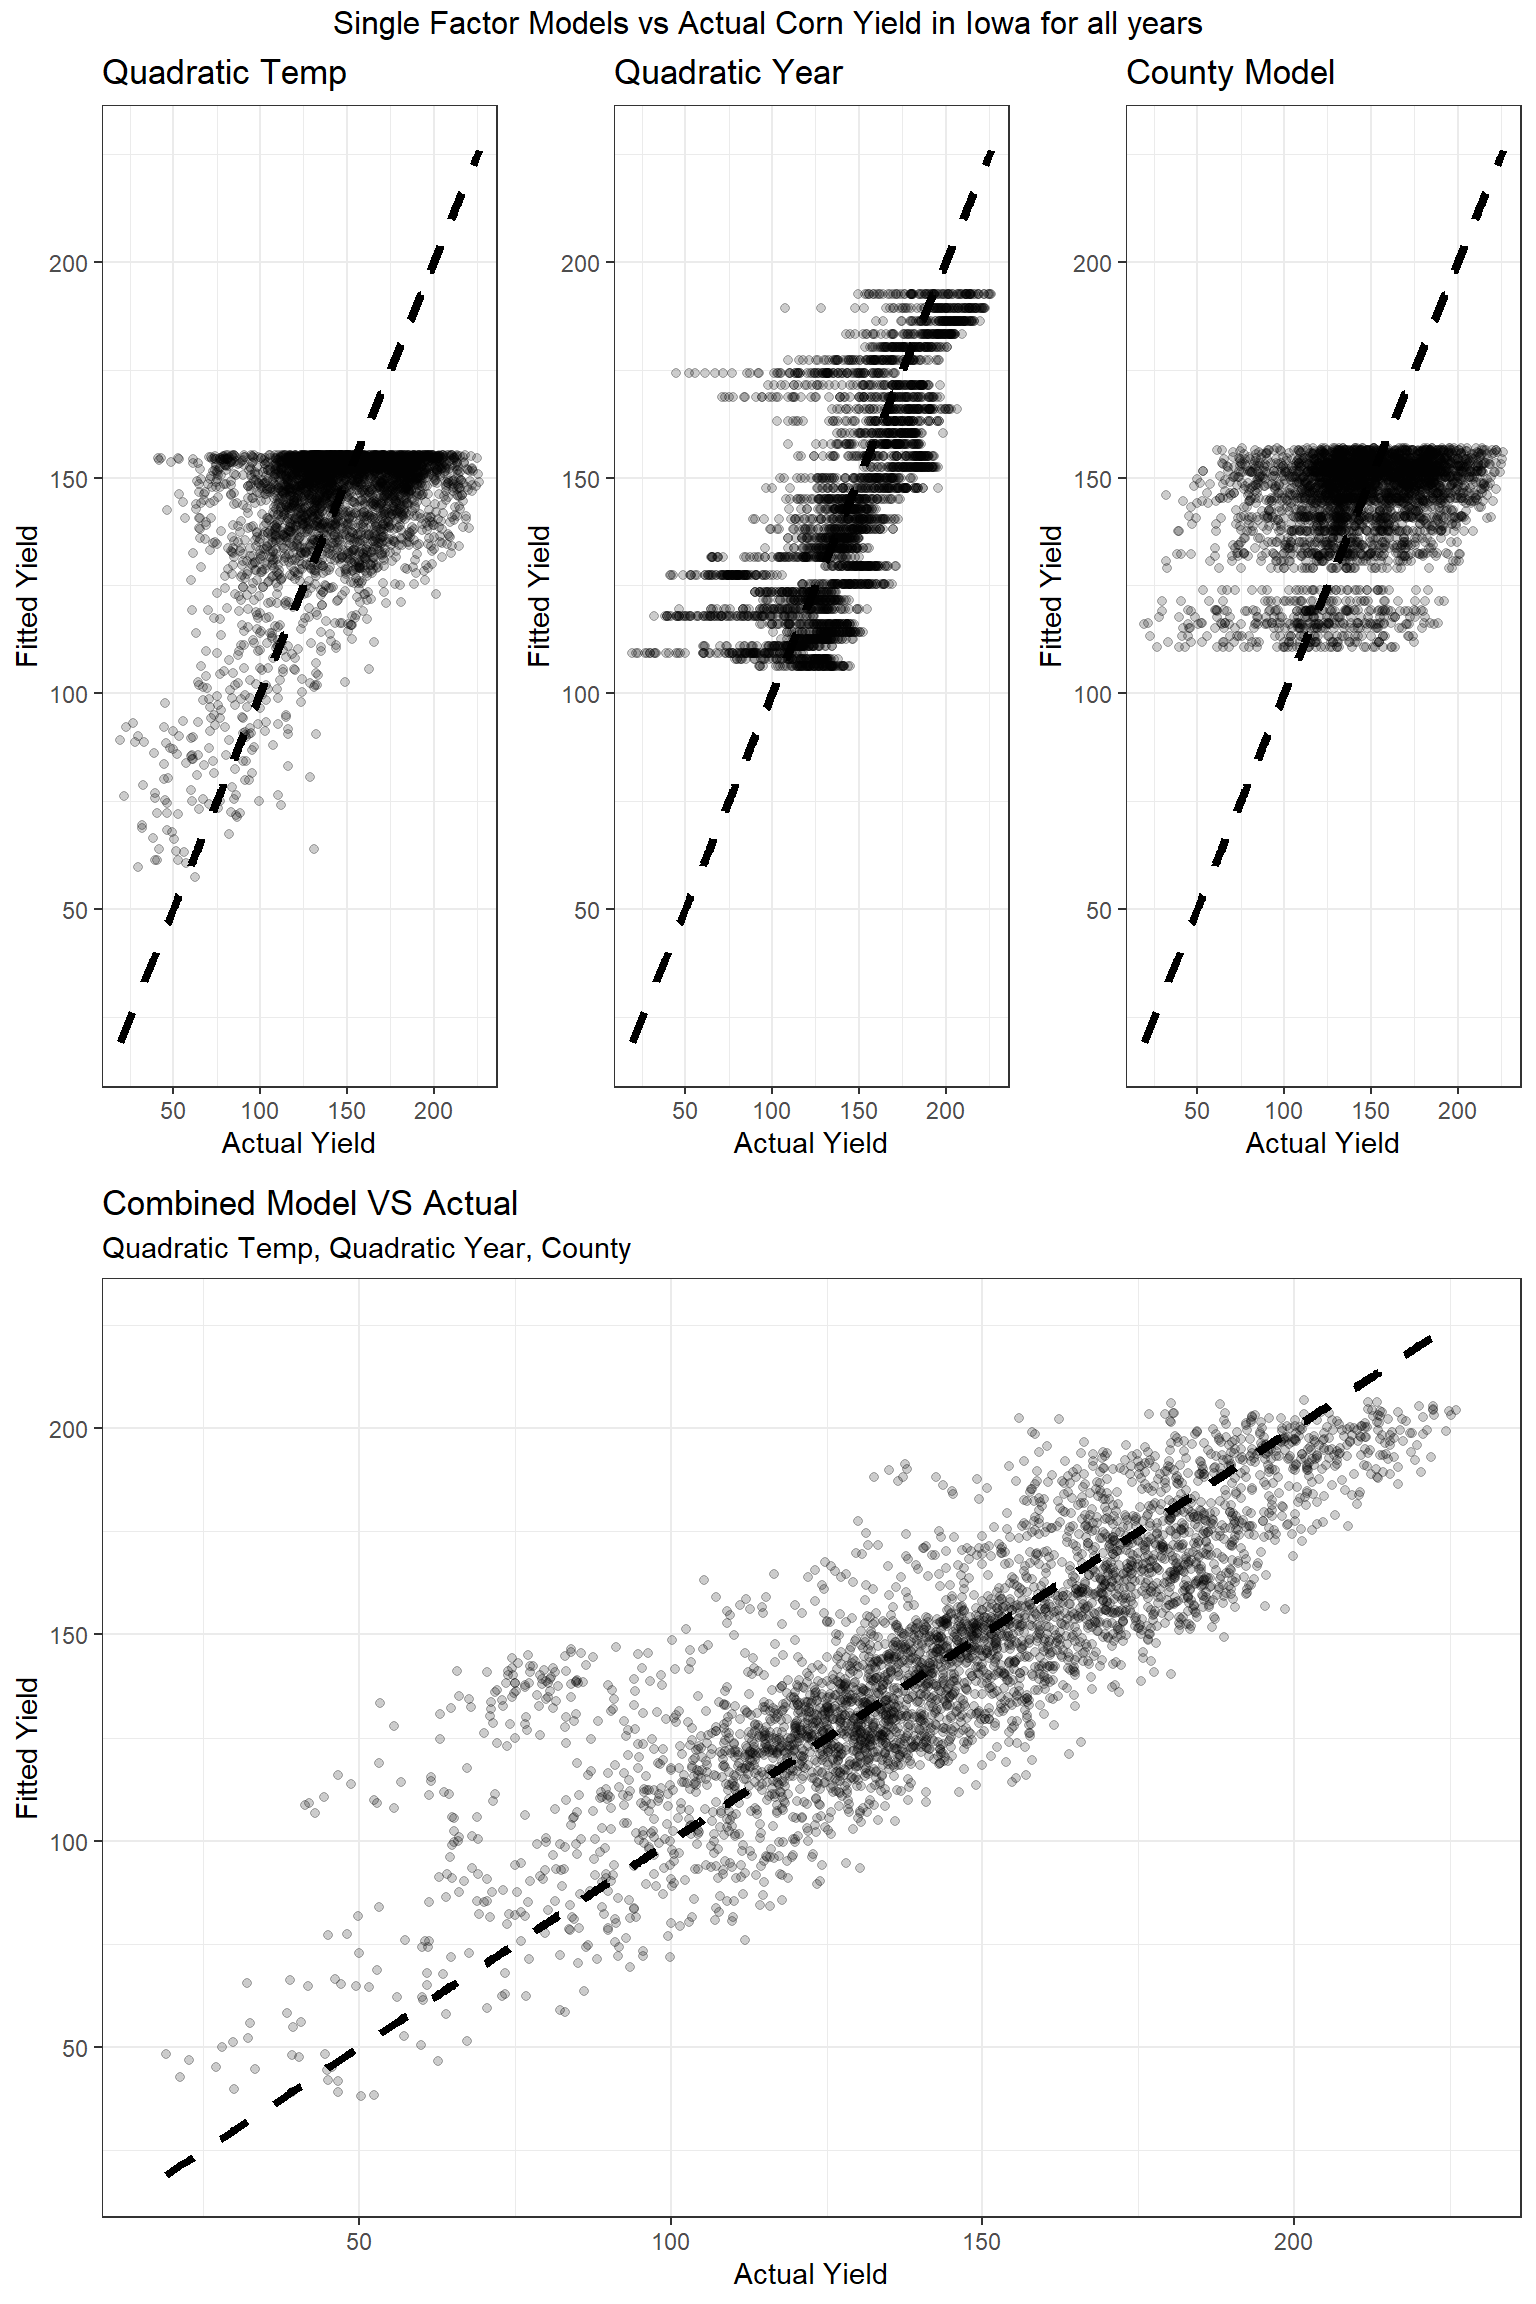 Single Factor Models vs Actual Corn Yield in Iowa for all years
Quadratic Temp
Quadratic Year
County Model
Fitted Yield
200
150
100
50
50 100 150 200
Actual Yield
Fitted Yield
200
150
100
50
50 100 150 200
Actual Yield
Fitted Yield
200
150
100
50
50 100 150 200
Actual Yield
Combined Model VS Actual
Quadratic Temp, Quadratic Year, County
Fitted Yield
200
150
100
50
50 100 150 200
Actual Yield